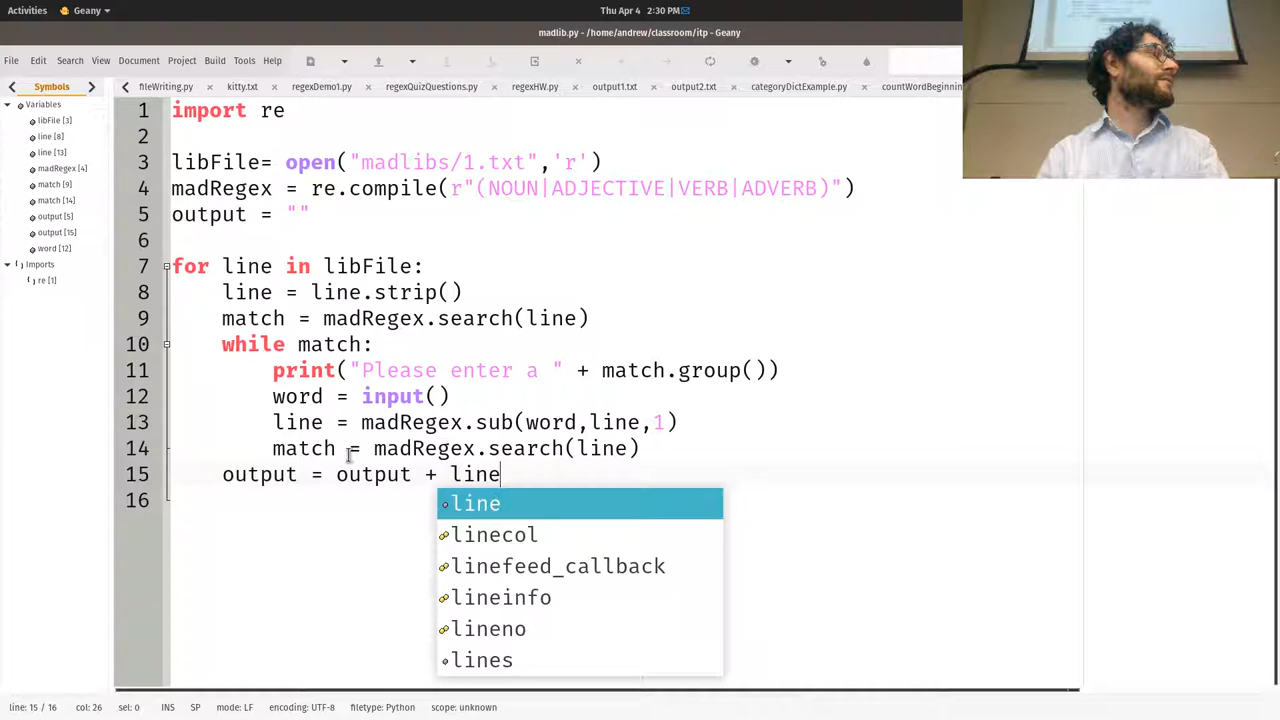 Activities
Geany
Thu Apr 4 2:30 PM
madlib.py - /home/andrew/classroom/itp - Geany
File Edit Search View Document Project Build Tools Help
Symbols
fileWriting.py kitty.txt regexDemo1.py regexQuizQuestions.py regexHW.py output1.txt output2.txt categoryDictExample.py countWordBeginnin
Variables
libFile [3]
line [8]
line [13]
madRegex [4]
match [9]
match [14]
output [5]
output [15]
word [12]
Imports
re [1]
1 import re
2
3 libFile= open("madlibs/1.txt",'r')
4 madRegex = re.compile(r"(NOUN|ADJECTIVE|VERB|ADVERB)")
5 output = ""
6
7 for line in libFile:
8 line = line.strip()
9 match = madRegex.search(line)
10 while match:
11 print("Please enter a " + match.group())
12 word = input()
13 line = madRegex.sub(word,line,1)
14 match = madRegex.search(line)
15 output = output + line
16
line
linecol
linefeed_callback
lineinfo
lineno
lines
line: 15 / 16 col: 26 sel: 0 INS SP mode: LF encoding: UTF-8 filetype: Python scope: unknown